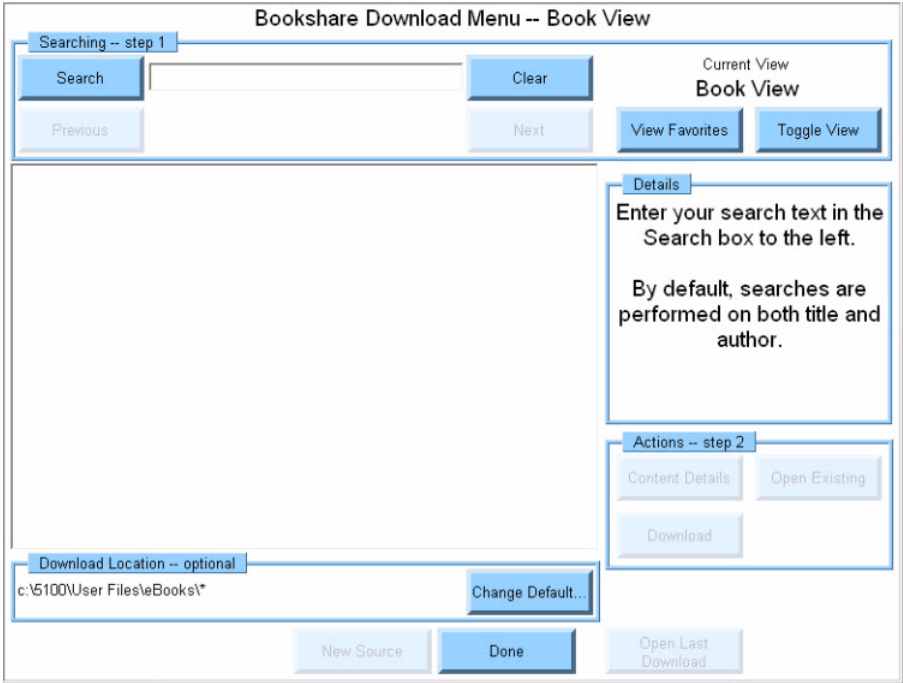 Bookshare Download Menu -- Book View
Searching -- step 1
Search
Clear
Current View
Book View
Previous
Next
View Favorites
Toggle View
Details
Enter your search text in the
Search box to the left.
By default, searches are
performed on both title and
author.
Actions -- step 2
Content Details
Open Existing
Download
Download Location -- optional
c:\5100\User Files\eBooks\*
Change Default...
New Source
Done
Open Last
Download